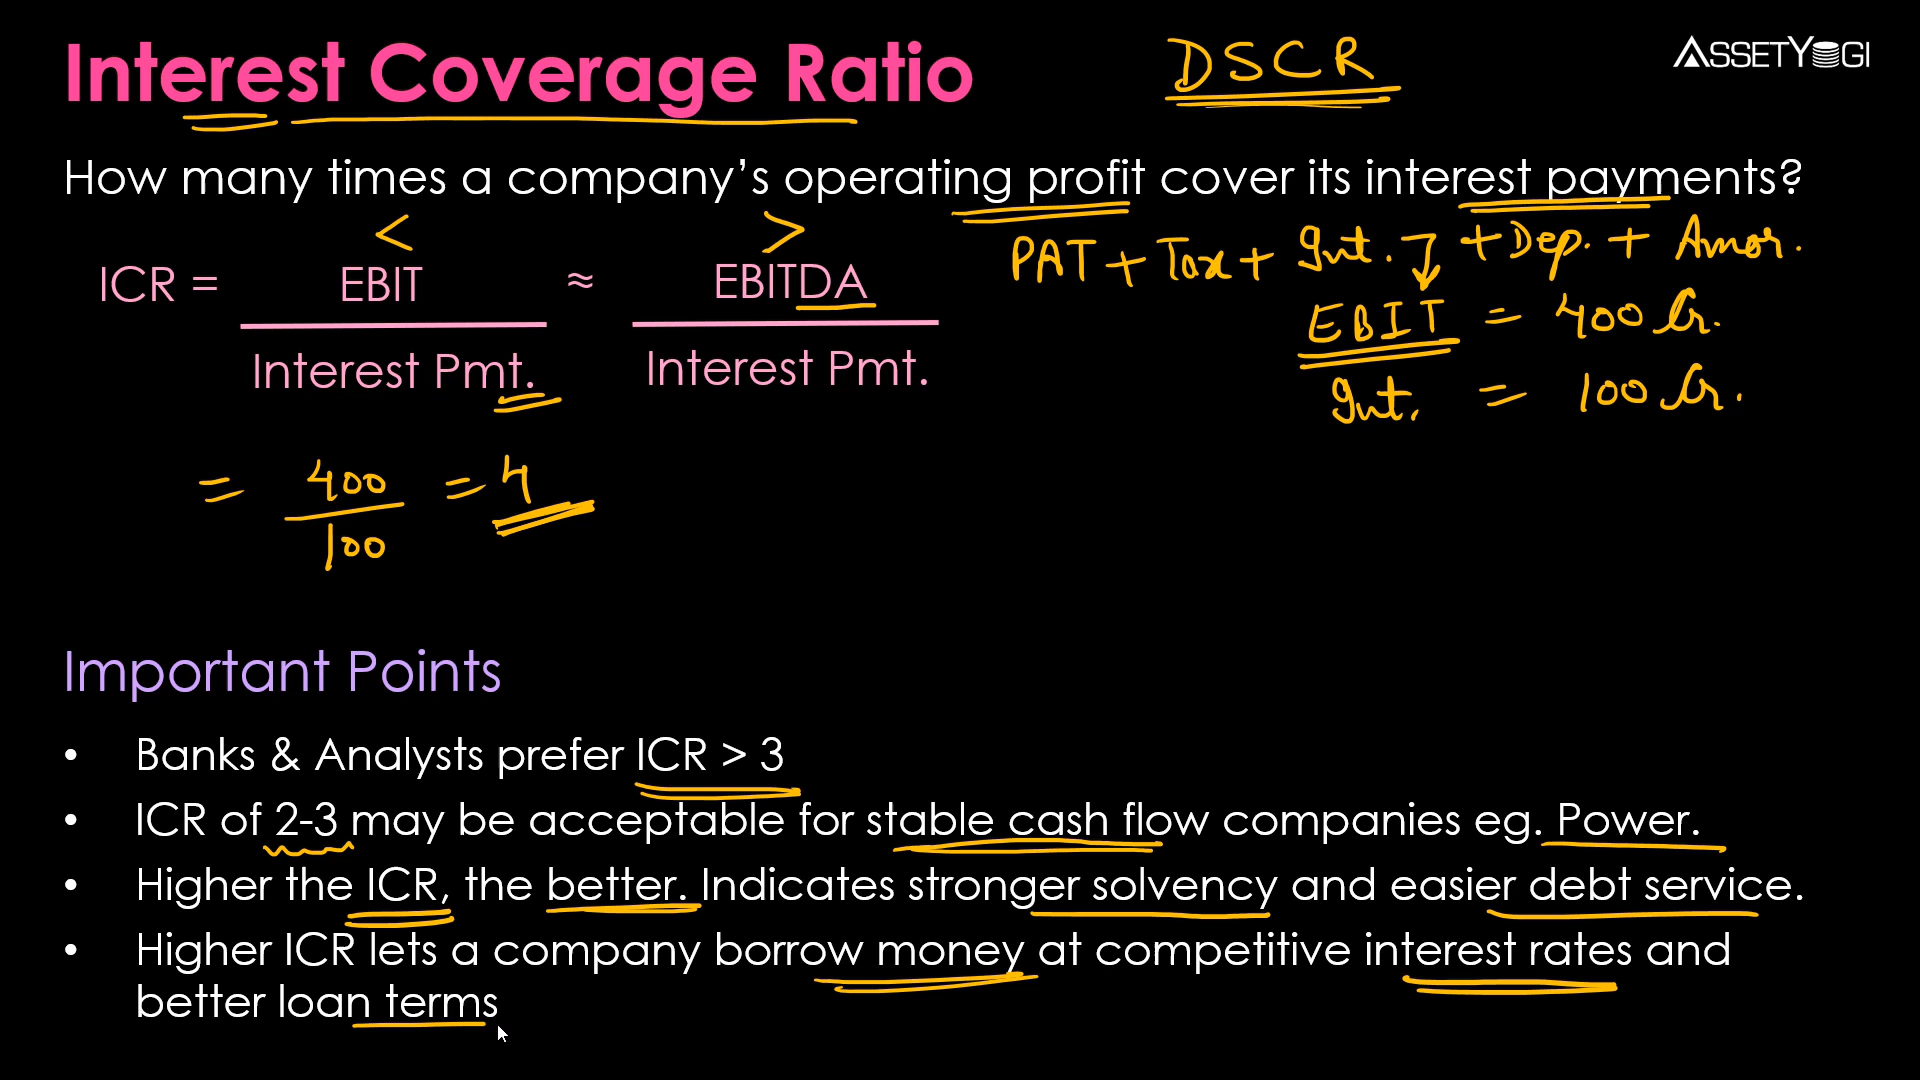 Interest Coverage Ratio
DSCR
ASSETYOGI
How many times a company’s operating profit cover its interest payments?
< >
PAT + Tax + Int. + Dep. + Amor.
ICR = EBIT / Interest Pmt. ≈ EBITDA / Interest Pmt.
EBIT = 400 Cr.
Int. = 100 Cr.
= 400 / 100 = 4
Important Points
• Banks & Analysts prefer ICR > 3
• ICR of 2-3 may be acceptable for stable cash flow companies eg. Power.
• Higher the ICR, the better. Indicates stronger solvency and easier debt service.
• Higher ICR lets a company borrow money at competitive interest rates and
better loan terms